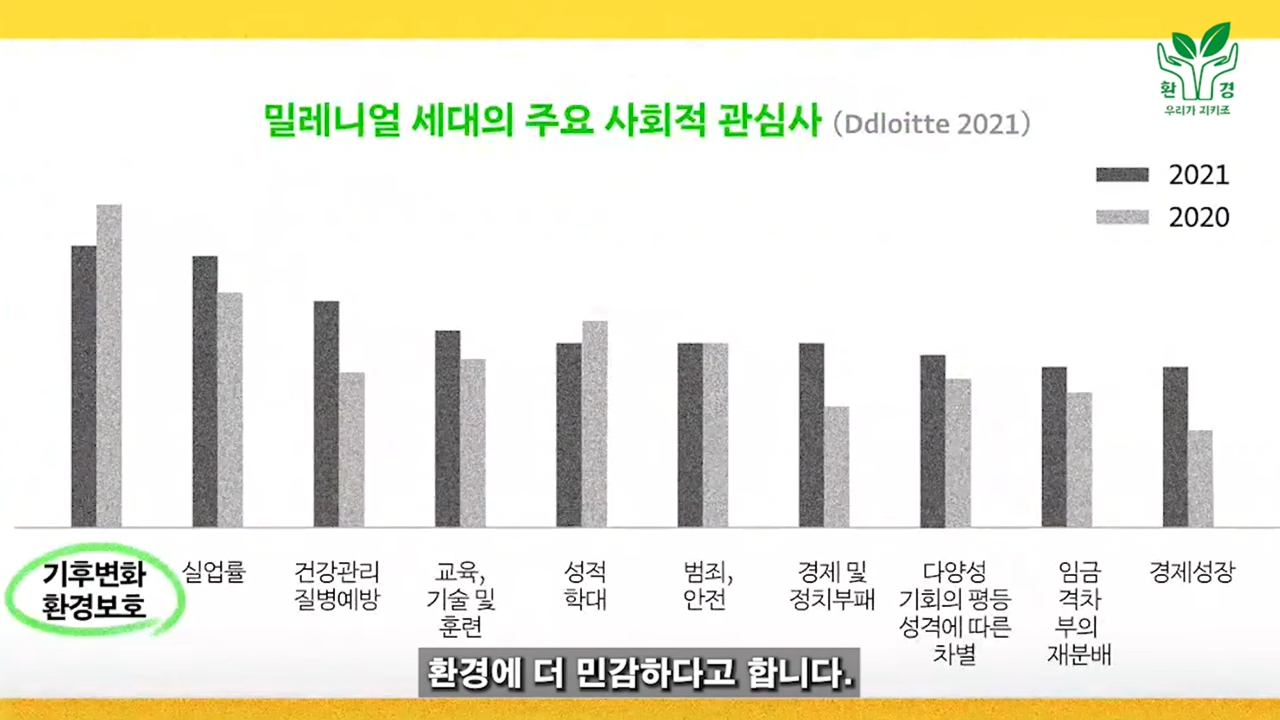 환 경
우리가 지키조
밀레니얼 세대의 주요 사회적 관심사 (Ddloitte 2021)
2021
2020
기후변화
환경보호
실업률
건강관리
질병예방
교육,
기술 및
훈련
성적
학대
범죄,
안전
경제 및
정치부패
다양성
기회의 평등
성격에 따른
차별
임금
격차
부의
재분배
경제성장
환경에 더 민감하다고 합니다.